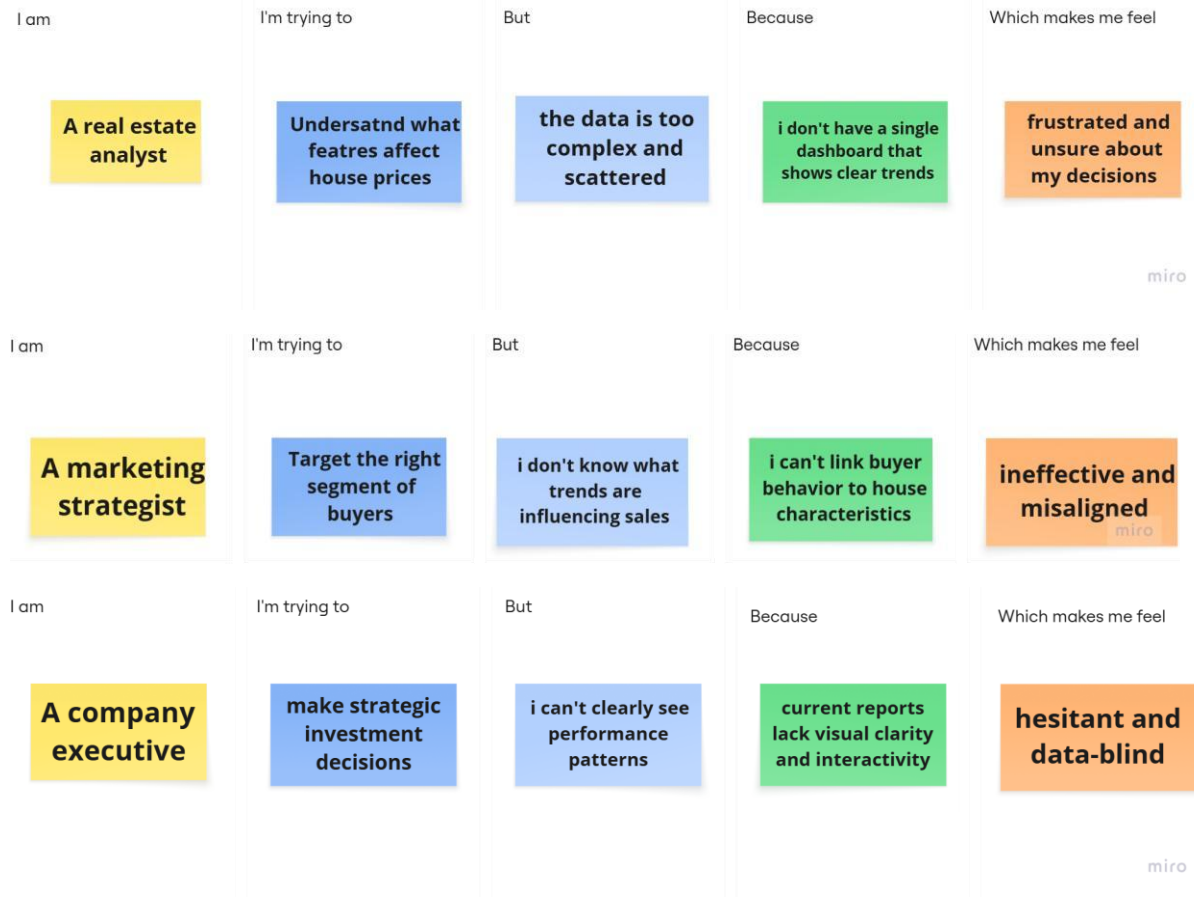 I am
I'm trying to
But
Because
Which makes me feel
A real estate
analyst
Undersatnd what
featres affect
house prices
the data is too
complex and
scattered
i don't have a single
dashboard that
shows clear trends
frustrated and
unsure about
my decisions
miro
I am
I'm trying to
But
Because
Which makes me feel
A marketing
strategist
Target the right
segment of
buyers
i don't know what
trends are
influencing sales
i can't link buyer
behavior to house
characteristics
ineffective and
misaligned
miro
I am
I'm trying to
But
Because
Which makes me feel
A company
executive
make strategic
investment
decisions
i can't clearly see
performance
patterns
current reports
lack visual clarity
and interactivity
hesitant and
data-blind
miro